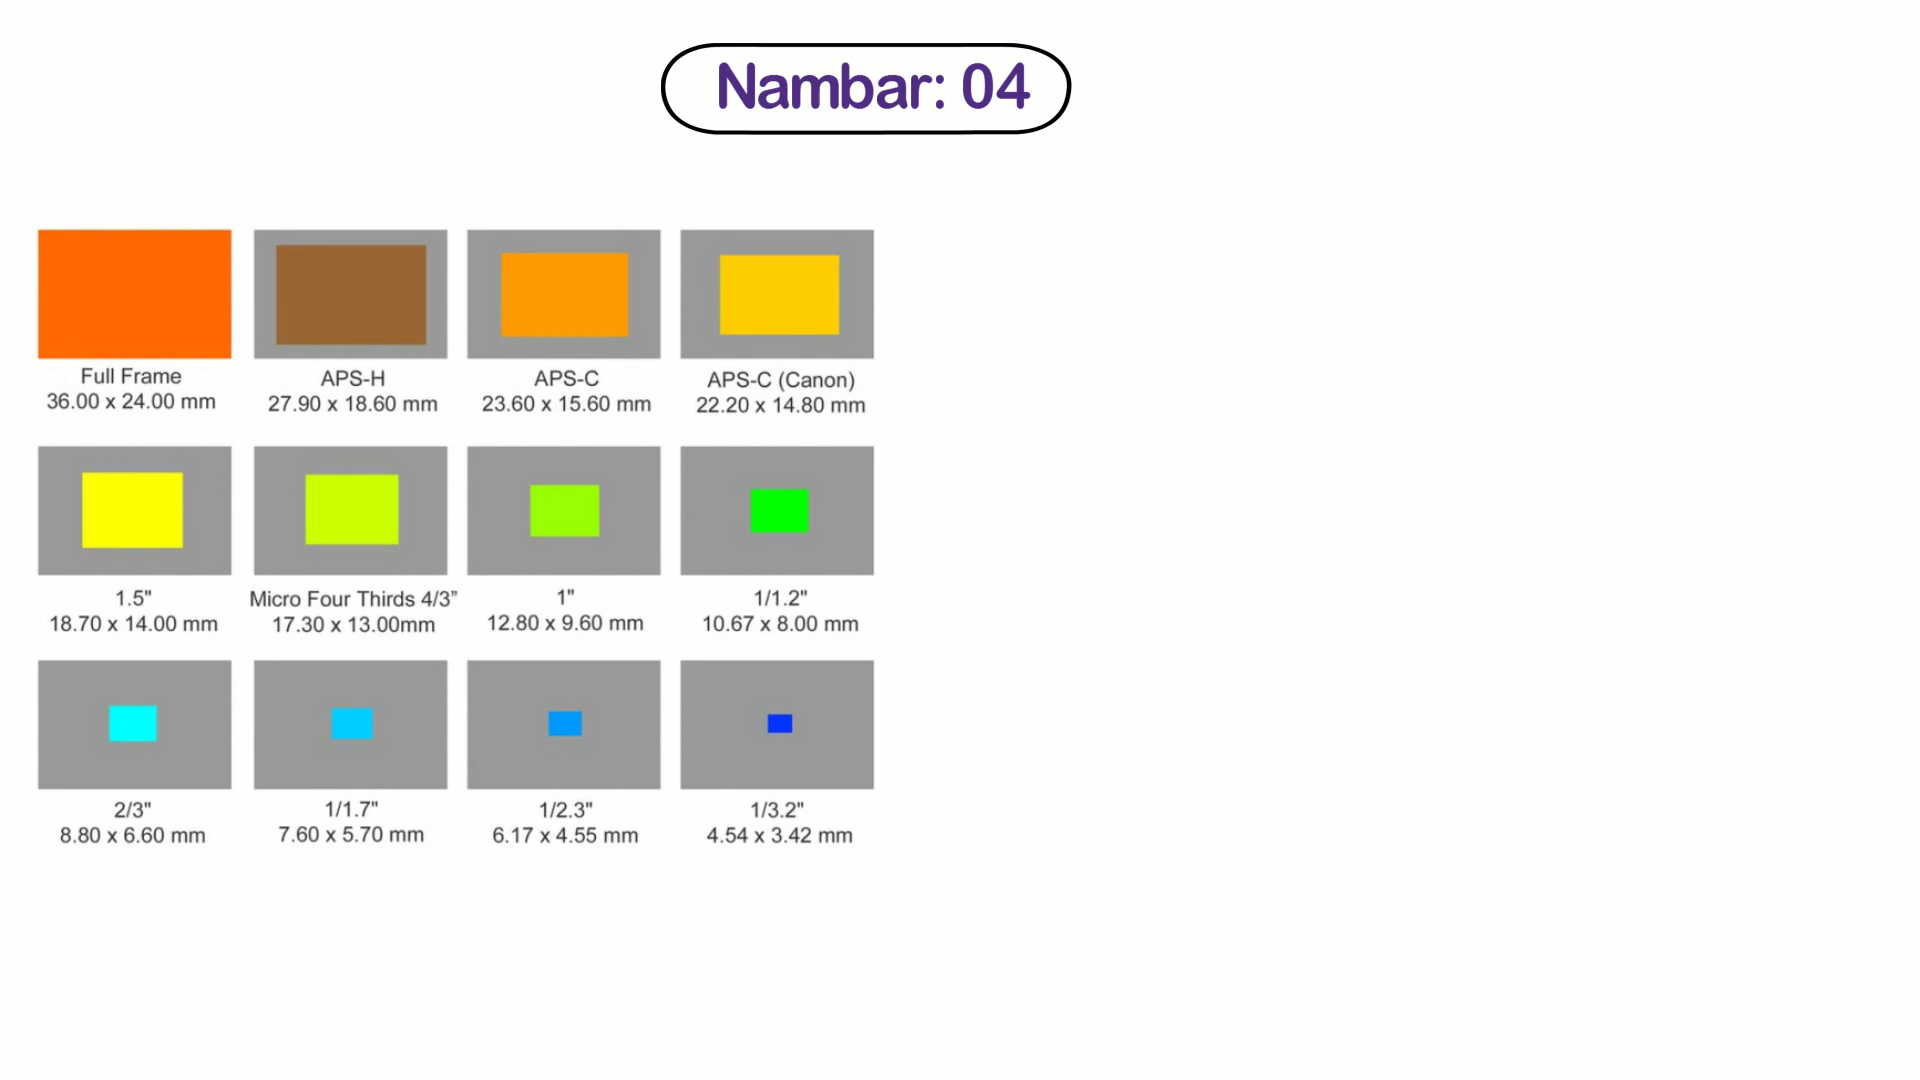 Nambar: 04
Full Frame
36.00 x 24.00 mm
APS-H
27.90 x 18.60 mm
APS-C
23.60 x 15.60 mm
APS-C (Canon)
22.20 x 14.80 mm
1.5"
18.70 x 14.00 mm
Micro Four Thirds 4/3”
17.30 x 13.00mm
1"
12.80 x 9.60 mm
1/1.2"
10.67 x 8.00 mm
2/3"
8.80 x 6.60 mm
1/1.7"
7.60 x 5.70 mm
1/2.3"
6.17 x 4.55 mm
1/3.2"
4.54 x 3.42 mm